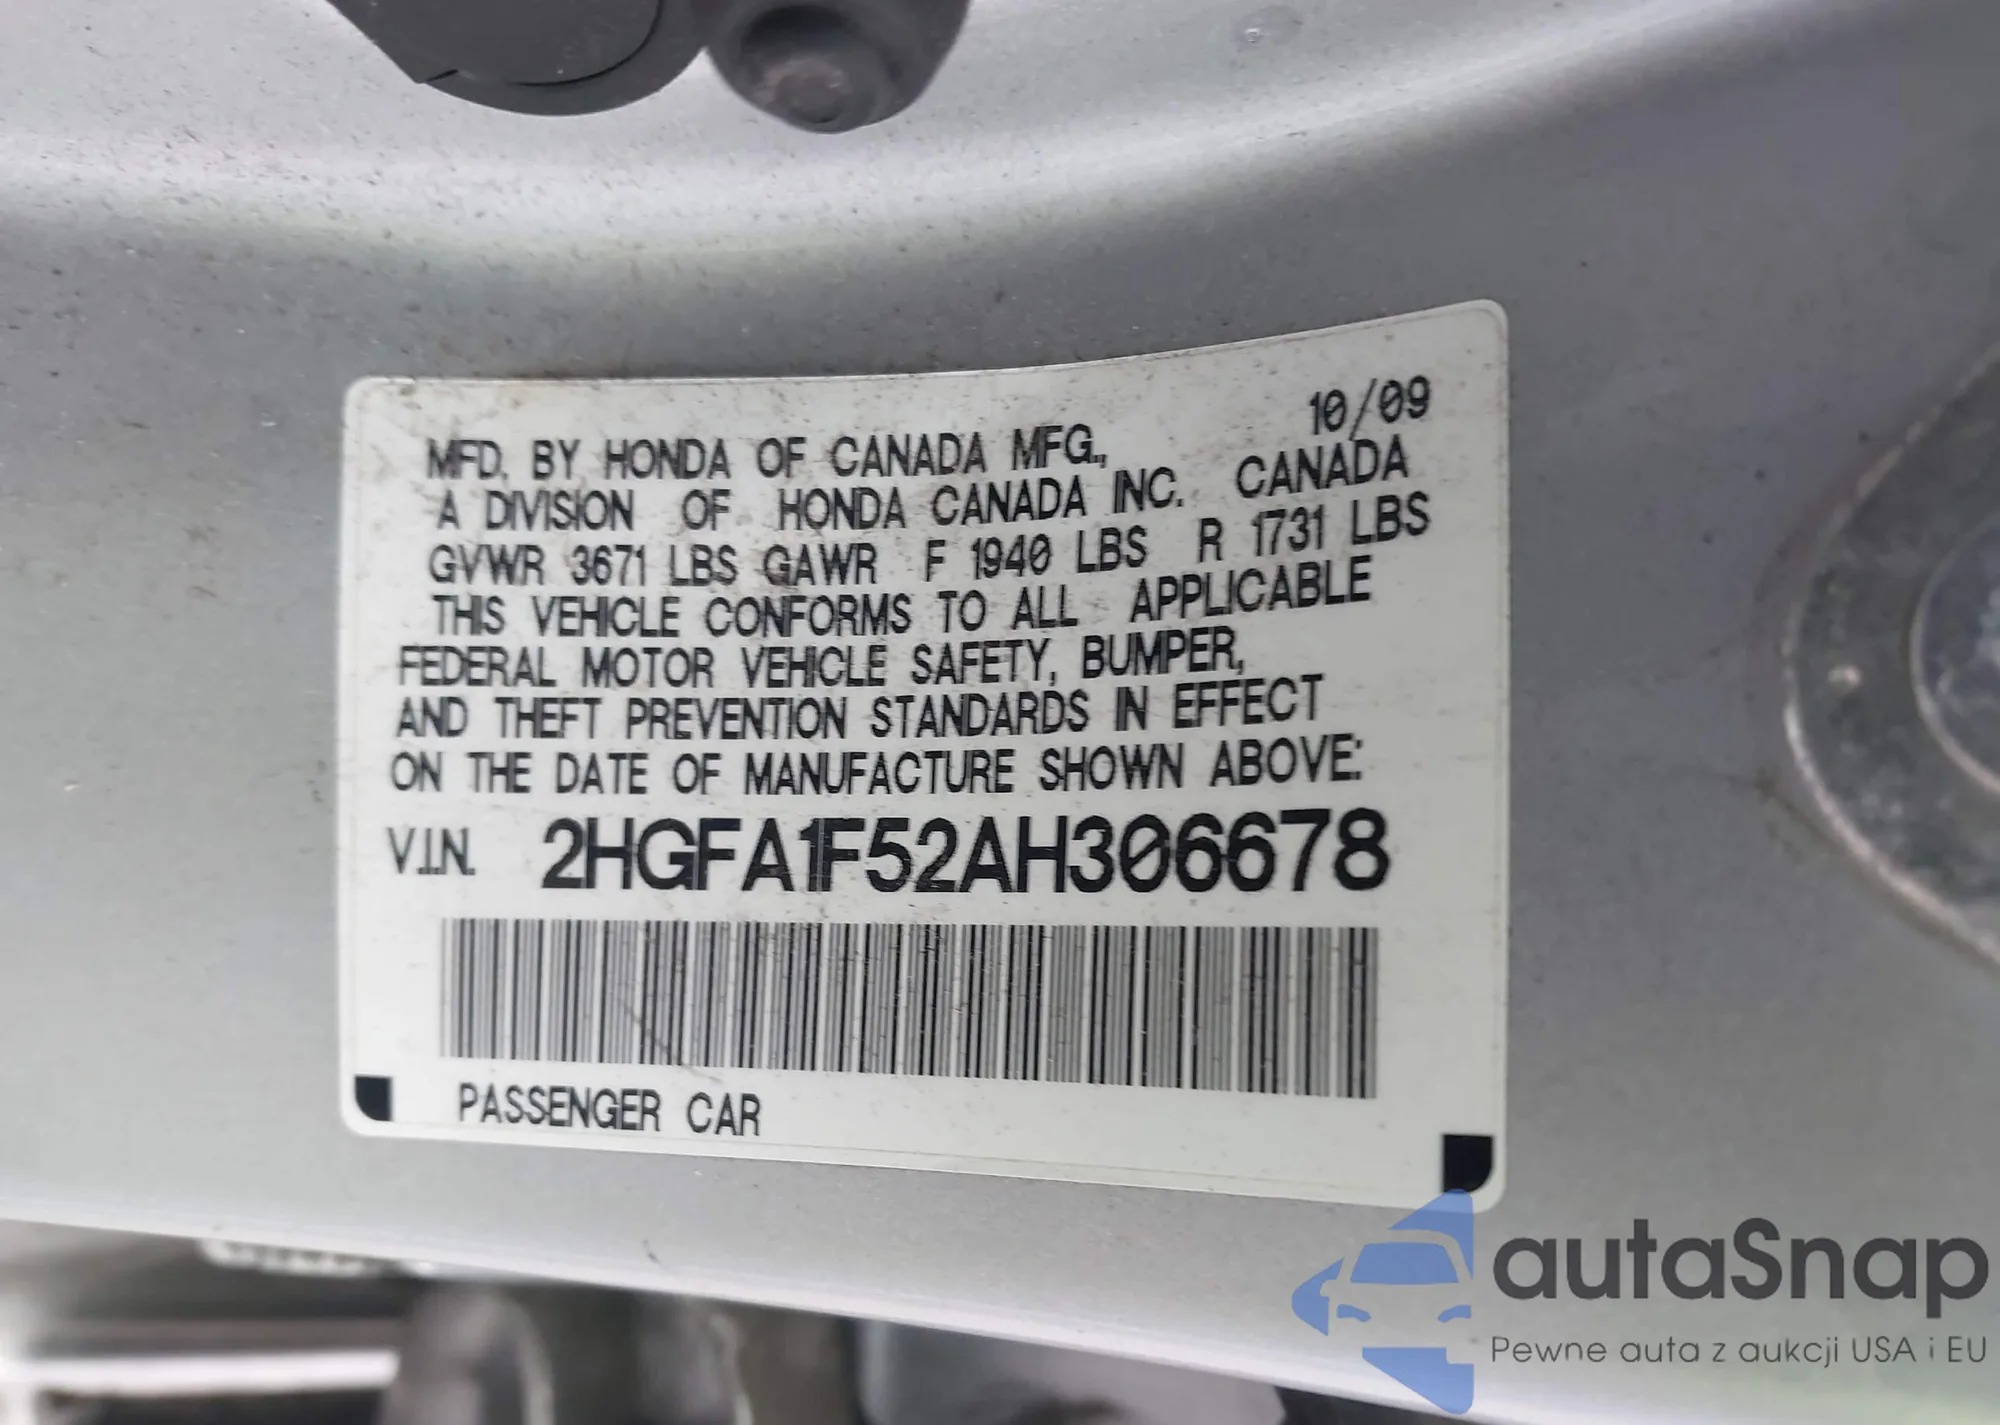 10/09
MFD. BY HONDA OF CANADA MFG.,
A DIVISION OF HONDA CANADA INC. CANADA
GVWR 3671 LBS GAWR F 1940 LBS R 1731 LBS
THIS VEHICLE CONFORMS TO ALL APPLICABLE
FEDERAL MOTOR VEHICLE SAFETY, BUMPER,
AND THEFT PREVENTION STANDARDS IN EFFECT
ON THE DATE OF MANUFACTURE SHOWN ABOVE:
V.I.N. 2HGFA1F52AH306678
PASSENGER CAR
autaSnap
Pewne auta z aukcji USA i EU